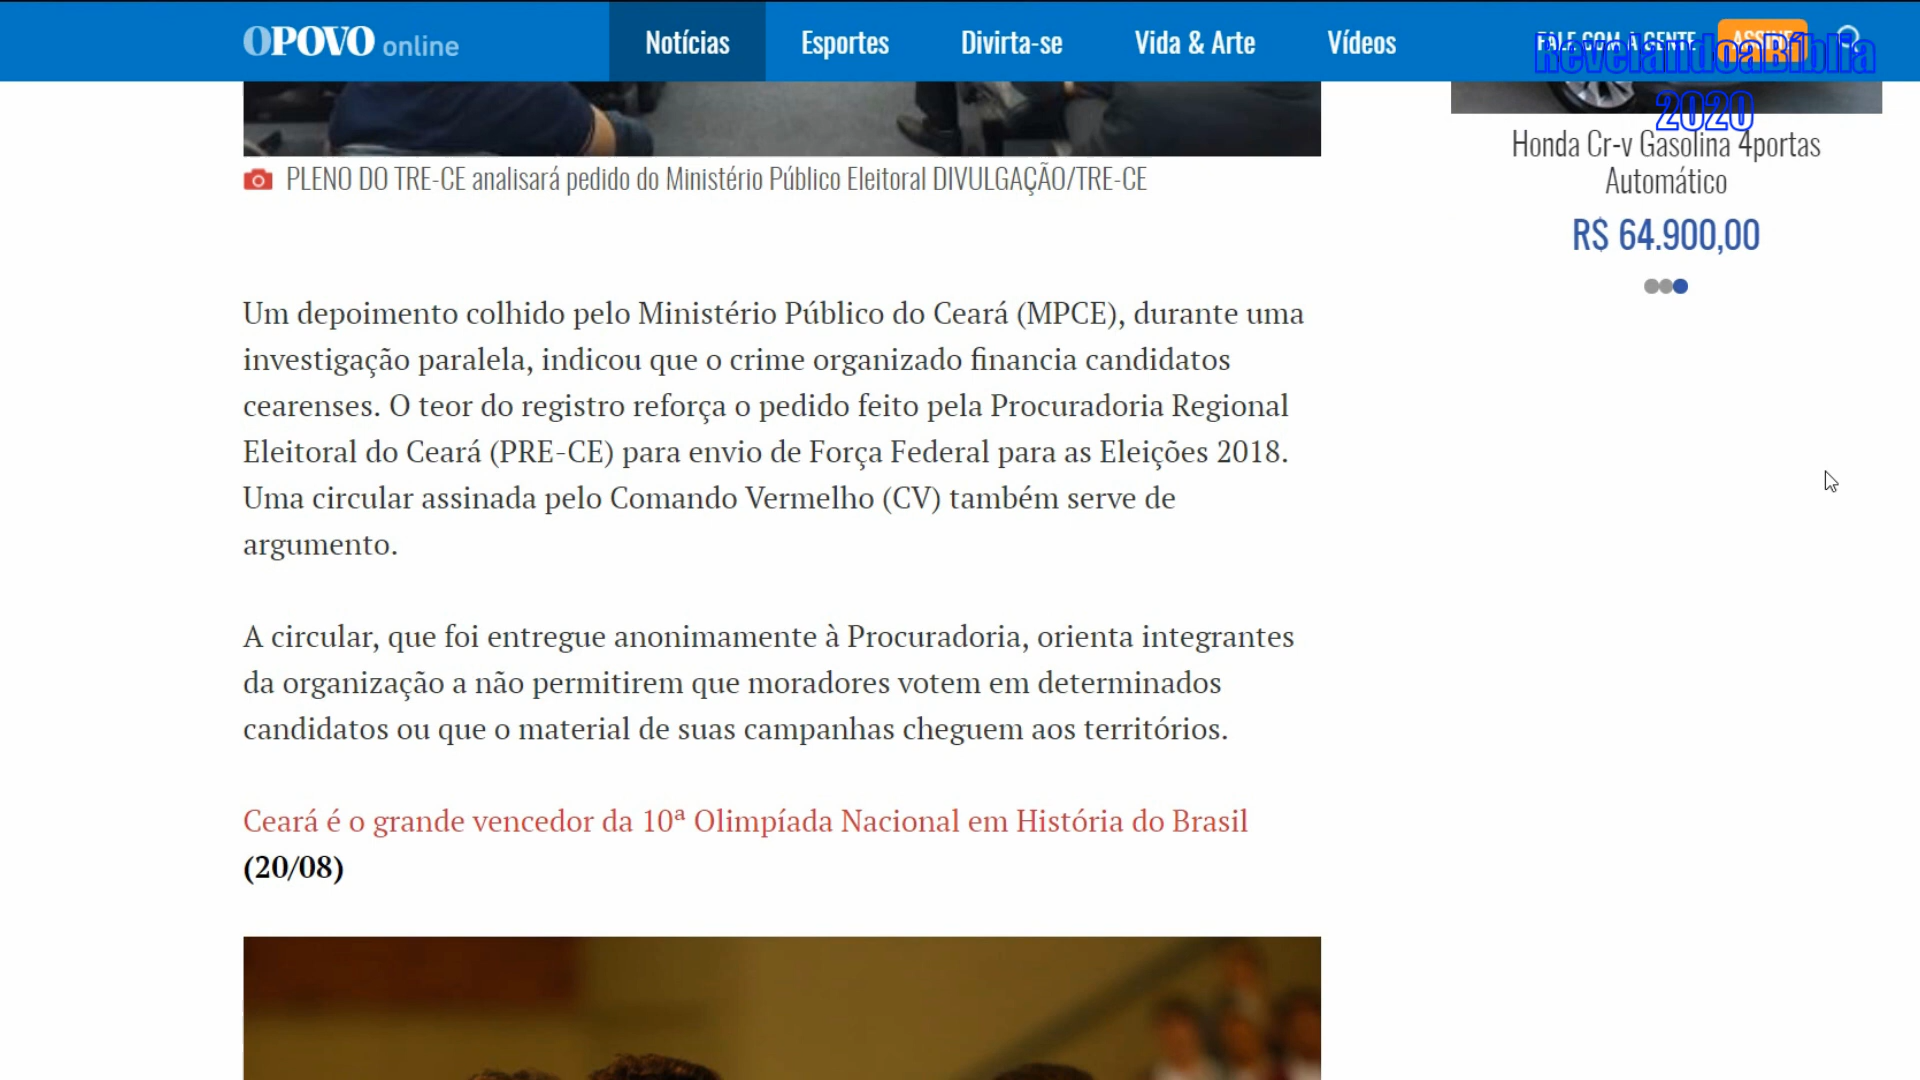 OPOVO online
Notícias
Esportes
Divirta-se
Vida & Arte
Vídeos
FALE COM A GENTE
ASSINE
RevelandoaBíblia
2020
PLENO DO TRE-CE analisará pedido do Ministério Público Eleitoral DIVULGAÇÃO/TRE-CE
Honda Cr-v Gasolina 4portas
Automático
R$ 64.900,00
Um depoimento colhido pelo Ministério Público do Ceará (MPCE), durante uma
investigação paralela, indicou que o crime organizado financia candidatos
cearenses. O teor do registro reforça o pedido feito pela Procuradoria Regional
Eleitoral do Ceará (PRE-CE) para envio de Força Federal para as Eleições 2018.
Uma circular assinada pelo Comando Vermelho (CV) também serve de
argumento.
A circular, que foi entregue anonimamente à Procuradoria, orienta integrantes
da organização a não permitirem que moradores votem em determinados
candidatos ou que o material de suas campanhas cheguem aos territórios.
Ceará é o grande vencedor da 10ª Olimpíada Nacional em História do Brasil
(20/08)